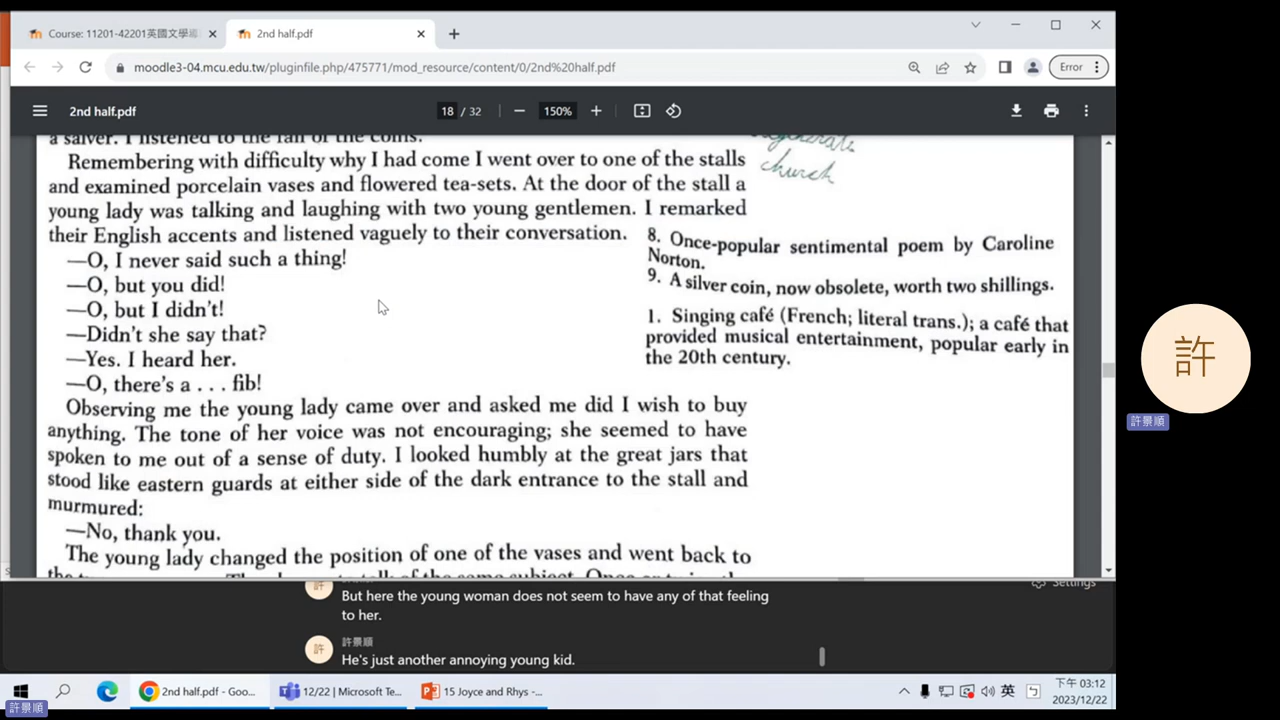 Course: 11201-42201英國文學
2nd half.pdf
moodle3-04.mcu.edu.tw/pluginfile.php/475771/mod_resource/content/0/2nd%20half.pdf
Error
2nd half.pdf
18 / 32
150%
a salver. I listened to the fall of the coins.
Remembering with difficulty why I had come I went over to one of the stalls
and examined porcelain vases and flowered tea-sets. At the door of the stall a
young lady was talking and laughing with two young gentlemen. I remarked
their English accents and listened vaguely to their conversation.
—O, I never said such a thing!
—O, but you did!
—O, but I didn't!
—Didn't she say that?
—Yes. I heard her.
—O, there's a . . . fib!
Observing me the young lady came over and asked me did I wish to buy
anything. The tone of her voice was not encouraging; she seemed to have
spoken to me out of a sense of duty. I looked humbly at the great jars that
stood like eastern guards at either side of the dark entrance to the stall and
murmured:
—No, thank you.
The young lady changed the position of one of the vases and went back to
church
8. Once-popular sentimental poem by Caroline
Norton.
9. A silver coin, now obsolete, worth two shillings.
1. Singing café (French; literal trans.); a café that
provided musical entertainment, popular early in
the 20th century.
許
許景順
Settings
許
But here the young woman does not seem to have any of that feeling
to her.
許
許景順
He's just another annoying young kid.
2nd half.pdf - Goo...
12/22 | Microsoft Te...
15 Joyce and Rhys -...
英
下午 03:12
2023/12/22
許景順